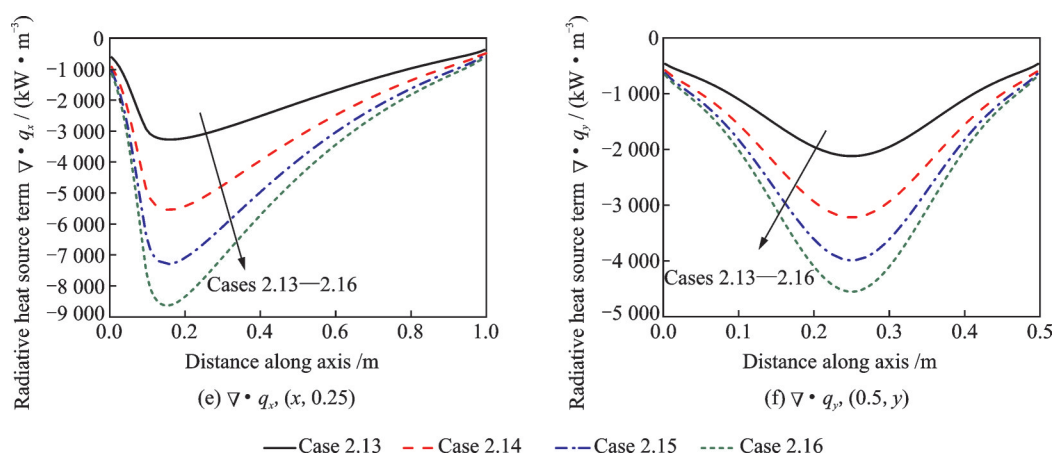 Radiative heat source term ∇ • qₓ / (kW • m⁻³)
0
-1 000
-2 000
-3 000
-4 000
-5 000
-6 000
-7 000
-8 000
-9 000
Cases 2.13—2.16
0.0 0.2 0.4 0.6 0.8 1.0
Distance along axis /m
(e) ∇ • qₓ, (x, 0.25)
Radiative heat source term ∇ • q_y / (kW • m⁻³)
0
-1 000
-2 000
-3 000
-4 000
-5 000
Cases 2.13—2.16
0.0 0.1 0.2 0.3 0.4 0.5
Distance along axis /m
(f) ∇ • q_y, (0.5, y)
Case 2.13 Case 2.14 Case 2.15 Case 2.16